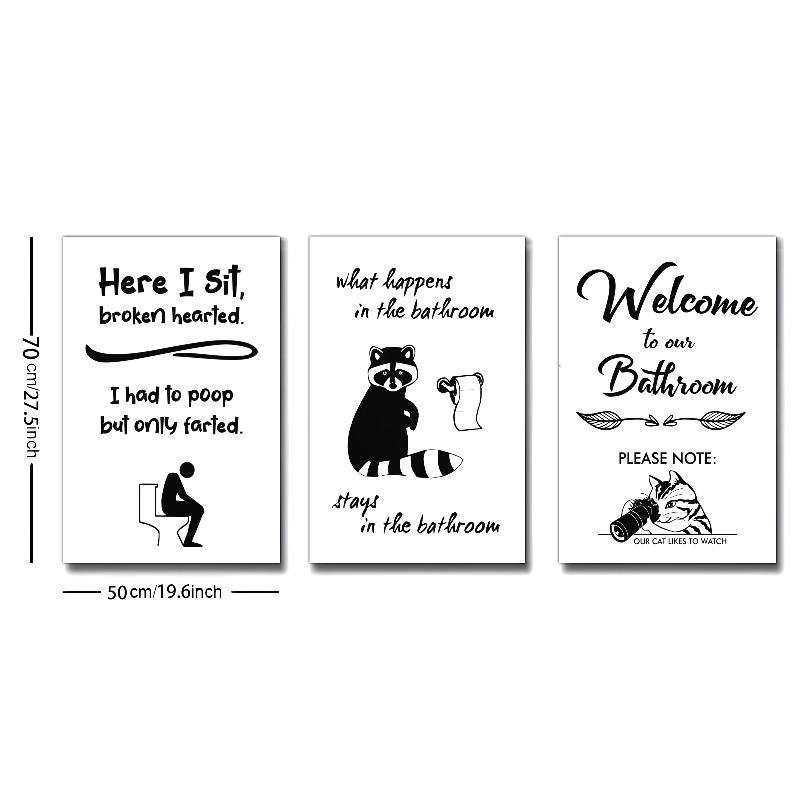 70cm/27.5inch
Here I Sit,
broken hearted.
I had to poop
but only farted.
50cm/19.6inch
what happens
in the bathroom
stays
in the bathroom
Welcome
to our
Bathroom
PLEASE NOTE:
OUR CAT LIKES TO WATCH